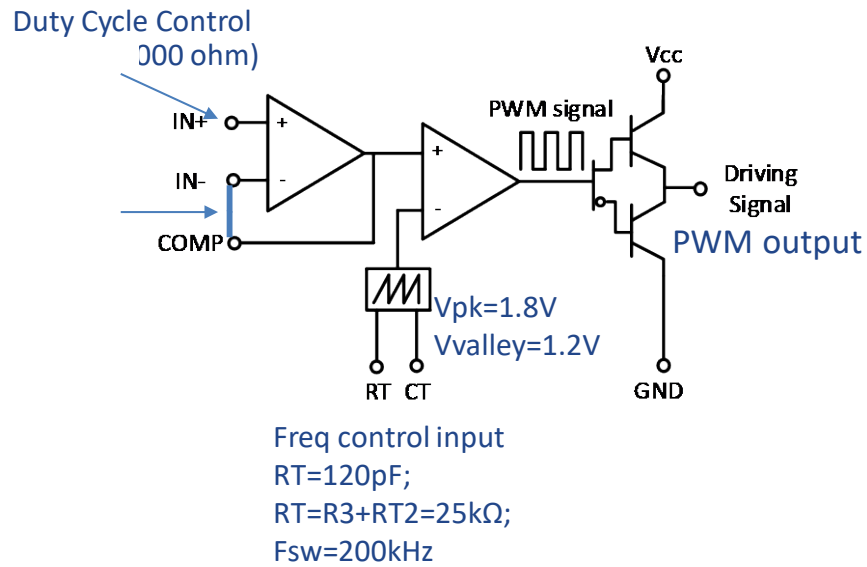 Duty Cycle Control
000 ohm)
Vcc
IN+
+
+
PWM signal
IN-
-
-
Driving
Signal
COMP
PWM output
Vpk=1.8V
Vvalley=1.2V
RT CT
GND
Freq control input
RT=120pF;
RT=R3+RT2=25kΩ;
Fsw=200kHz